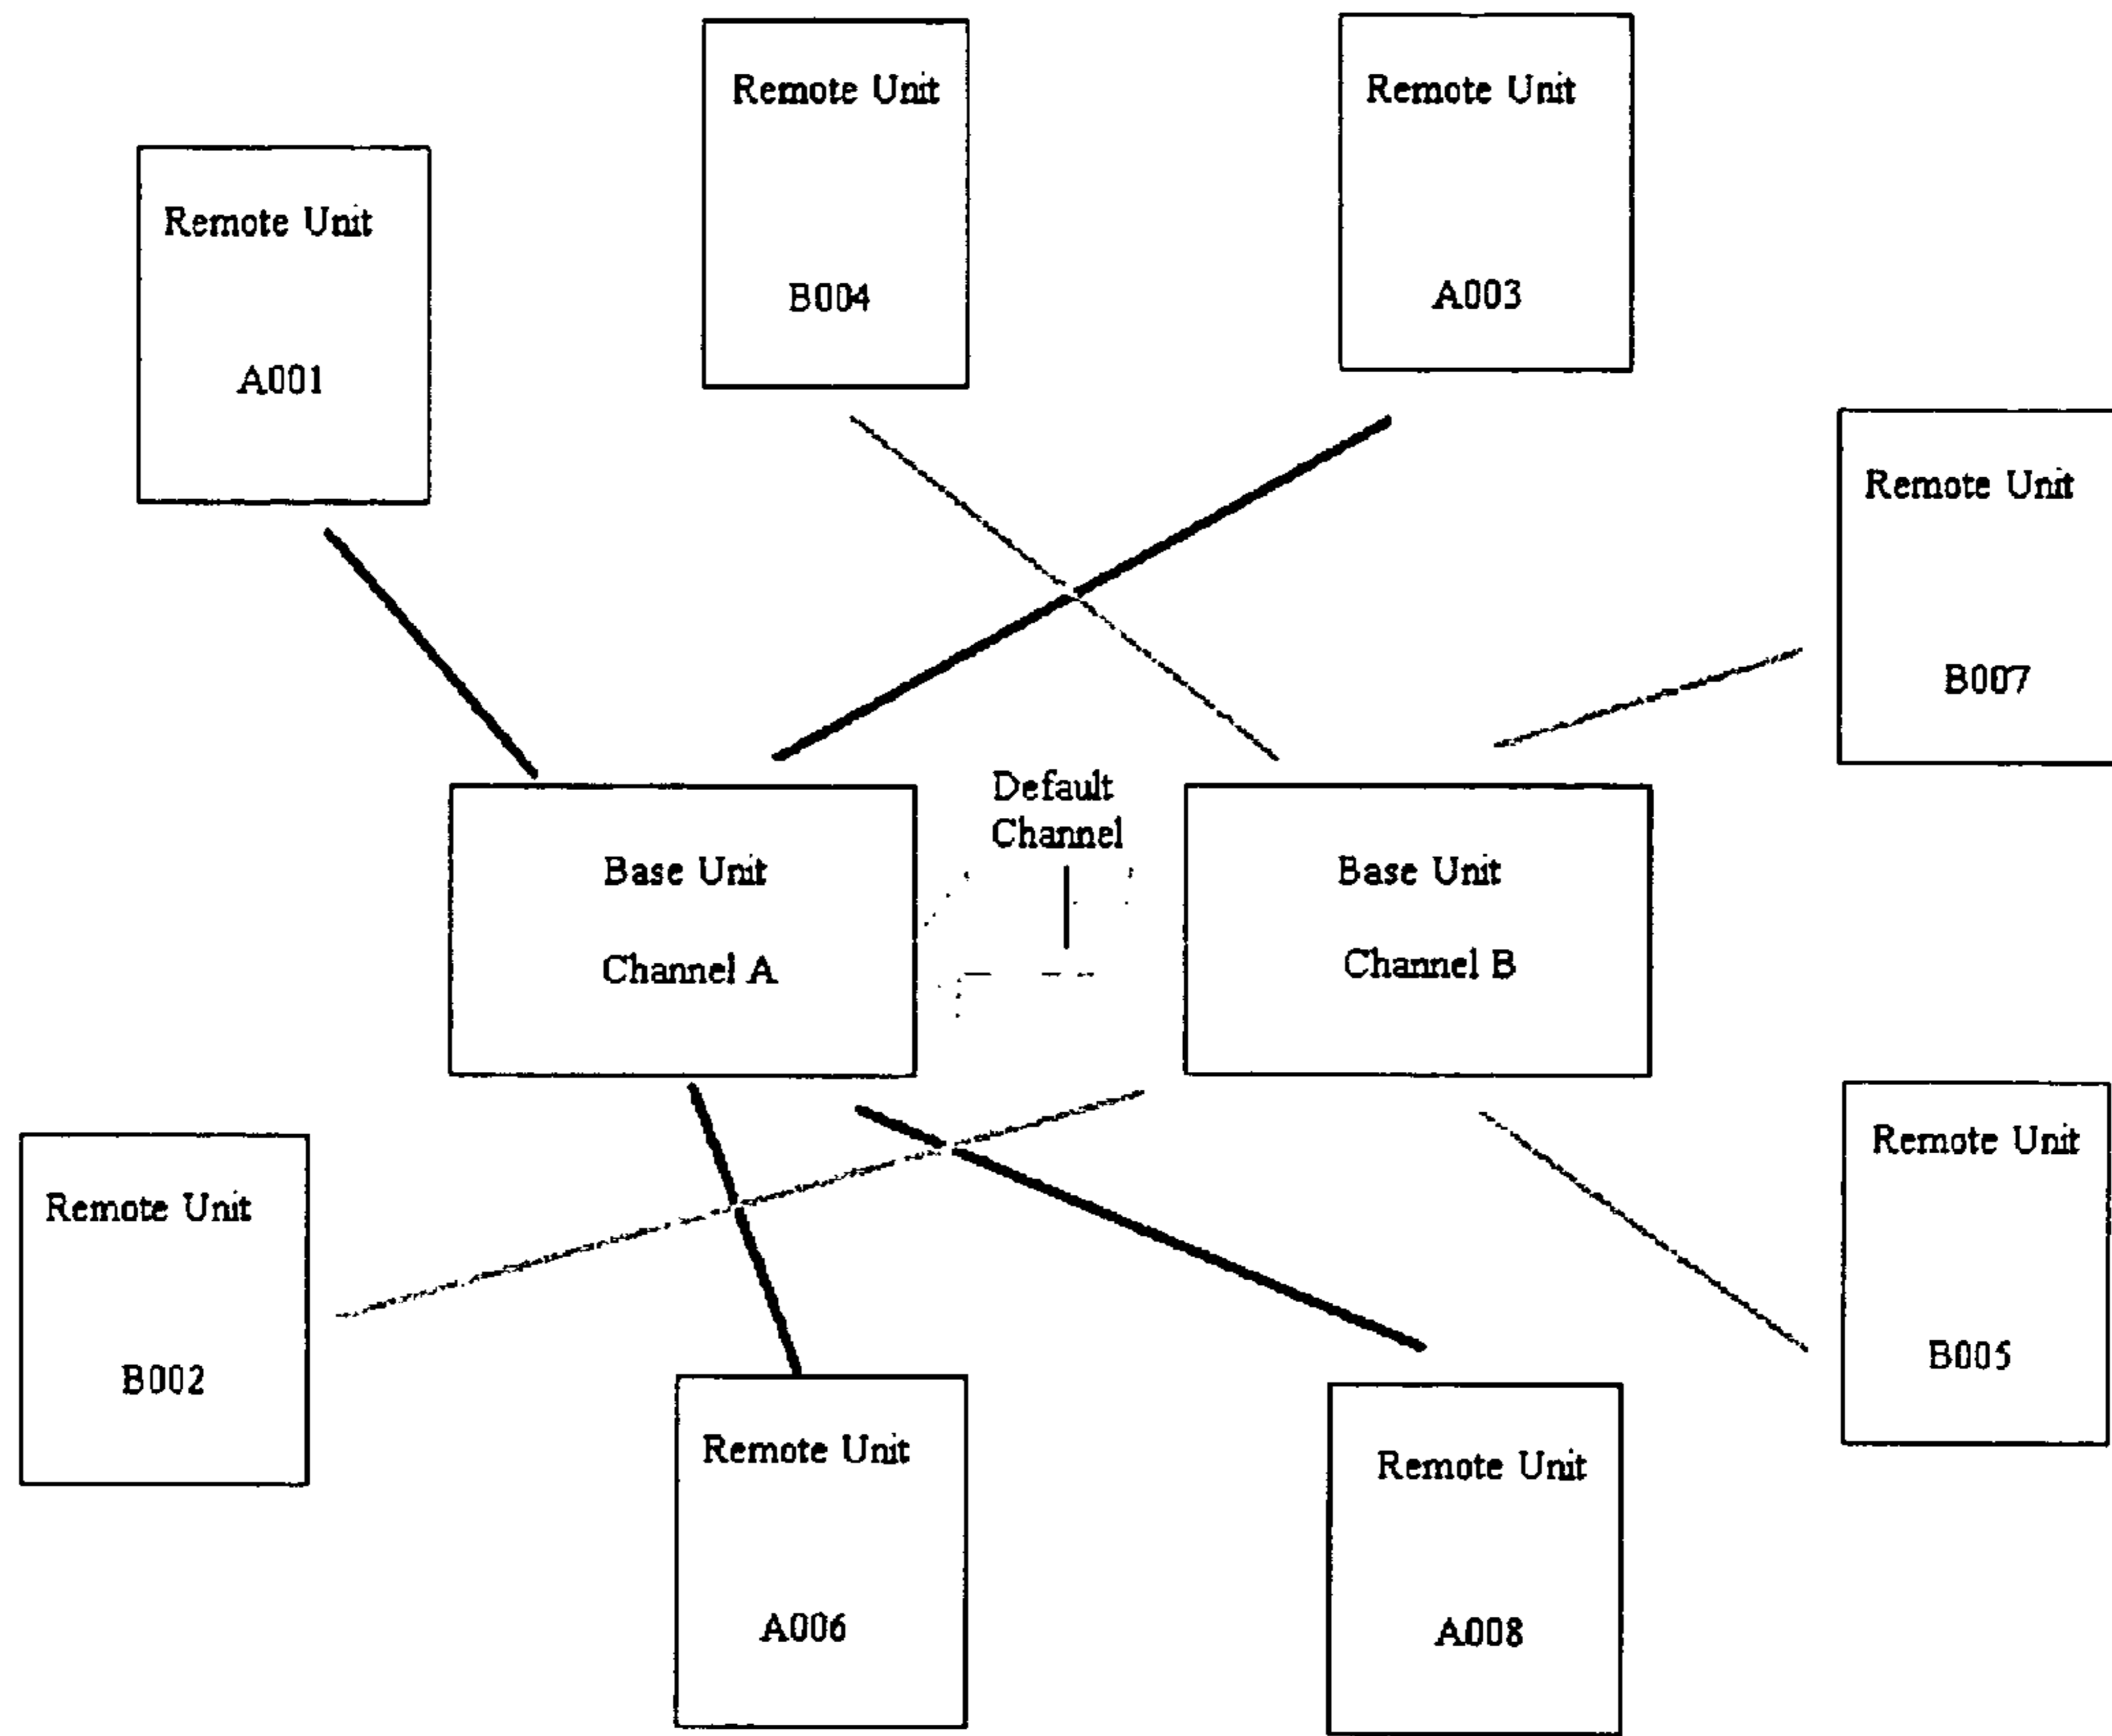 Remote Unit
B004
Remote Unit
A003
Remote Unit
A001
Remote Unit
B007
Default
Channel
Base Unit
Channel A
Base Unit
Channel B
Remote Unit
B002
Remote Unit
B005
Remote Unit
A006
Remote Unit
A008